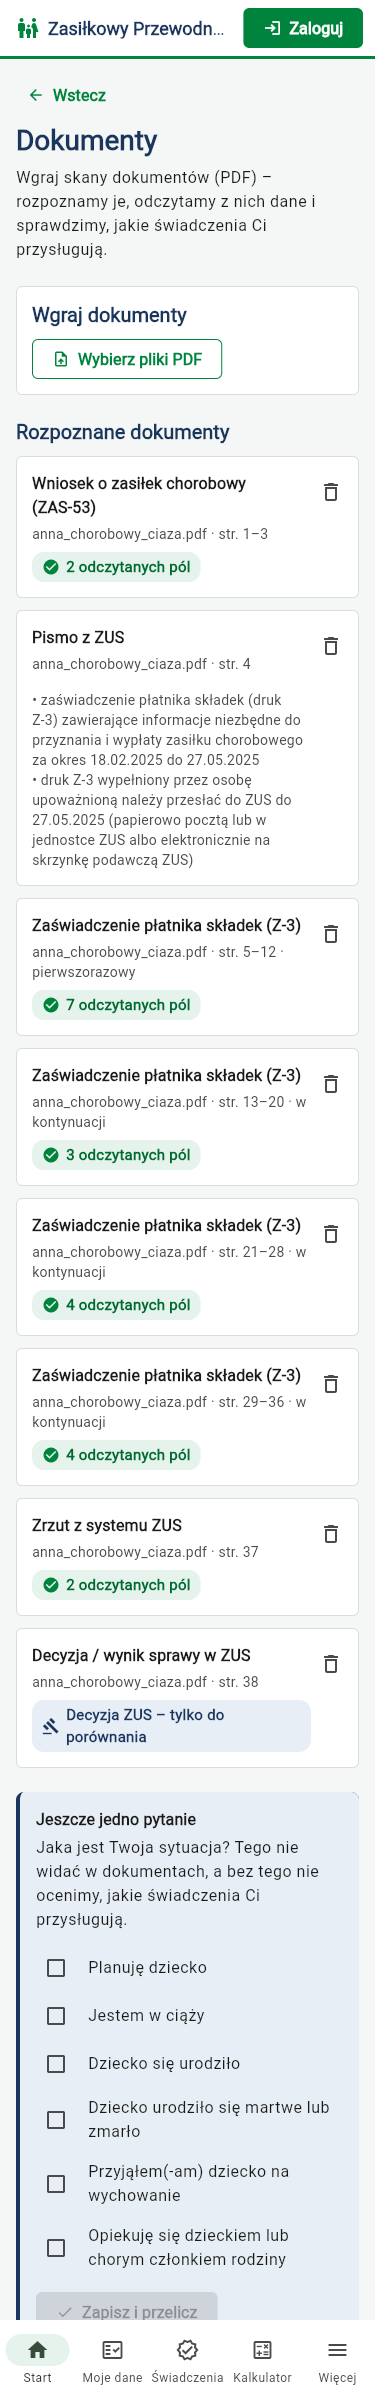 Zasiłkowy Przewodn...
Zaloguj
Wstecz
Dokumenty
Wgraj skany dokumentów (PDF) –
rozpoznamy je, odczytamy z nich dane i
sprawdzimy, jakie świadczenia Ci
przysługują.
Wgraj dokumenty
Wybierz pliki PDF
Rozpoznane dokumenty
Wniosek o zasiłek chorobowy
(ZAS-53)
anna_chorobowy_ciaza.pdf · str. 1–3
2 odczytanych pól
Pismo z ZUS
anna_chorobowy_ciaza.pdf · str. 4
• zaświadczenie płatnika składek (druk
Z-3) zawierające informacje niezbędne do
przyznania i wypłaty zasiłku chorobowego
za okres 18.02.2025 do 27.05.2025
• druk Z-3 wypełniony przez osobę
upoważnioną należy przesłać do ZUS do
27.05.2025 (papierowo pocztą lub w
jednostce ZUS albo elektronicznie na
skrzynkę podawczą ZUS)
Zaświadczenie płatnika składek (Z-3)
anna_chorobowy_ciaza.pdf · str. 5–12 ·
pierwszorazowy
7 odczytanych pól
Zaświadczenie płatnika składek (Z-3)
anna_chorobowy_ciaza.pdf · str. 13–20 · w
kontynuacji
3 odczytanych pól
Zaświadczenie płatnika składek (Z-3)
anna_chorobowy_ciaza.pdf · str. 21–28 · w
kontynuacji
4 odczytanych pól
Zaświadczenie płatnika składek (Z-3)
anna_chorobowy_ciaza.pdf · str. 29–36 · w
kontynuacji
4 odczytanych pól
Zrzut z systemu ZUS
anna_chorobowy_ciaza.pdf · str. 37
2 odczytanych pól
Decyzja / wynik sprawy w ZUS
anna_chorobowy_ciaza.pdf · str. 38
Decyzja ZUS – tylko do
porównania
Jeszcze jedno pytanie
Jaka jest Twoja sytuacja? Tego nie
widać w dokumentach, a bez tego nie
ocenimy, jakie świadczenia Ci
przysługują.
Planuję dziecko
Jestem w ciąży
Dziecko się urodziło
Dziecko urodziło się martwe lub
zmarło
Przyjąłem(-am) dziecko na
wychowanie
Opiekuję się dzieckiem lub
chorym członkiem rodziny
Zapisz i przelicz
Start
Moje dane
Świadczenia
Kalkulator
Więcej